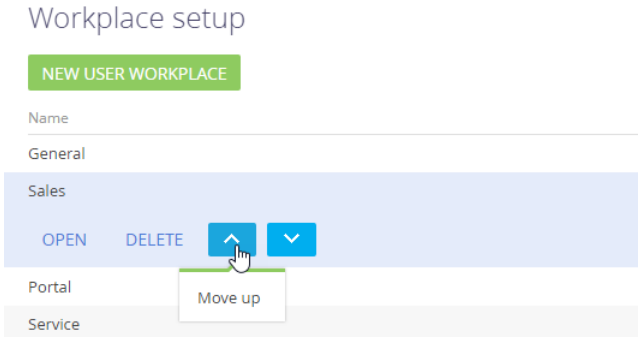 Workplace setup
NEW USER WORKPLACE
Name
General
Sales
OPEN DELETE
Portal
Move up
Service